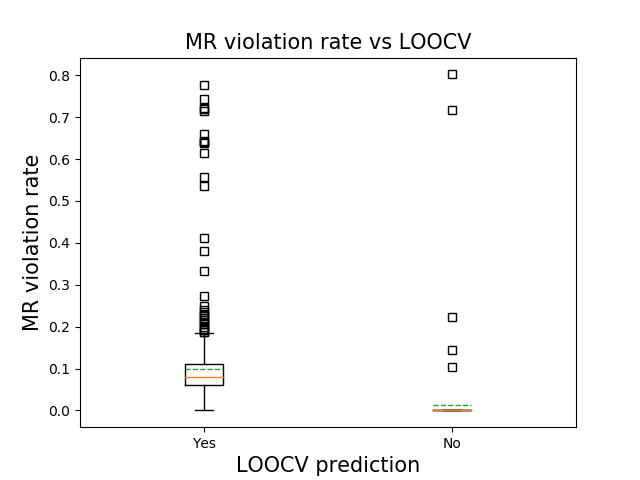 MR violation rate vs LOOCV
MR violation rate
0.8
0.7
0.6
0.5
0.4
0.3
0.2
0.1
0.0
Yes
No
LOOCV prediction